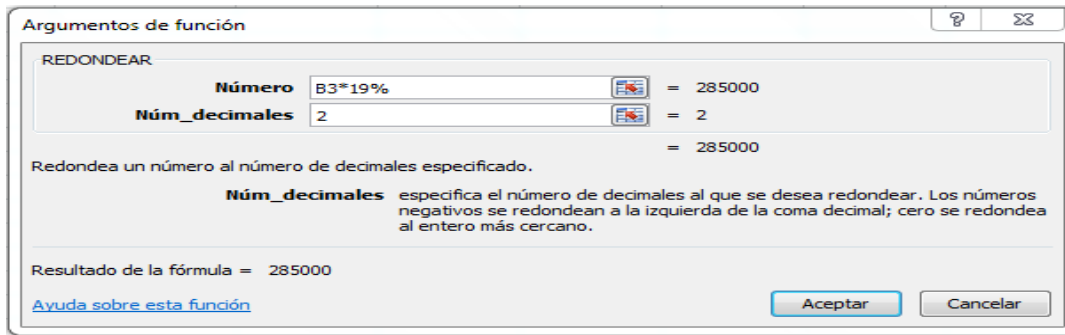 Argumentos de función
REDONDEAR
Número B3*19% = 285000
Núm_decimales 2 = 2
= 285000
Redondea un número al número de decimales especificado.
Núm_decimales especifica el número de decimales al que se desea redondear. Los números
negativos se redondean a la izquierda de la coma decimal; cero se redondea
al entero más cercano.
Resultado de la fórmula = 285000
Ayuda sobre esta función Aceptar Cancelar